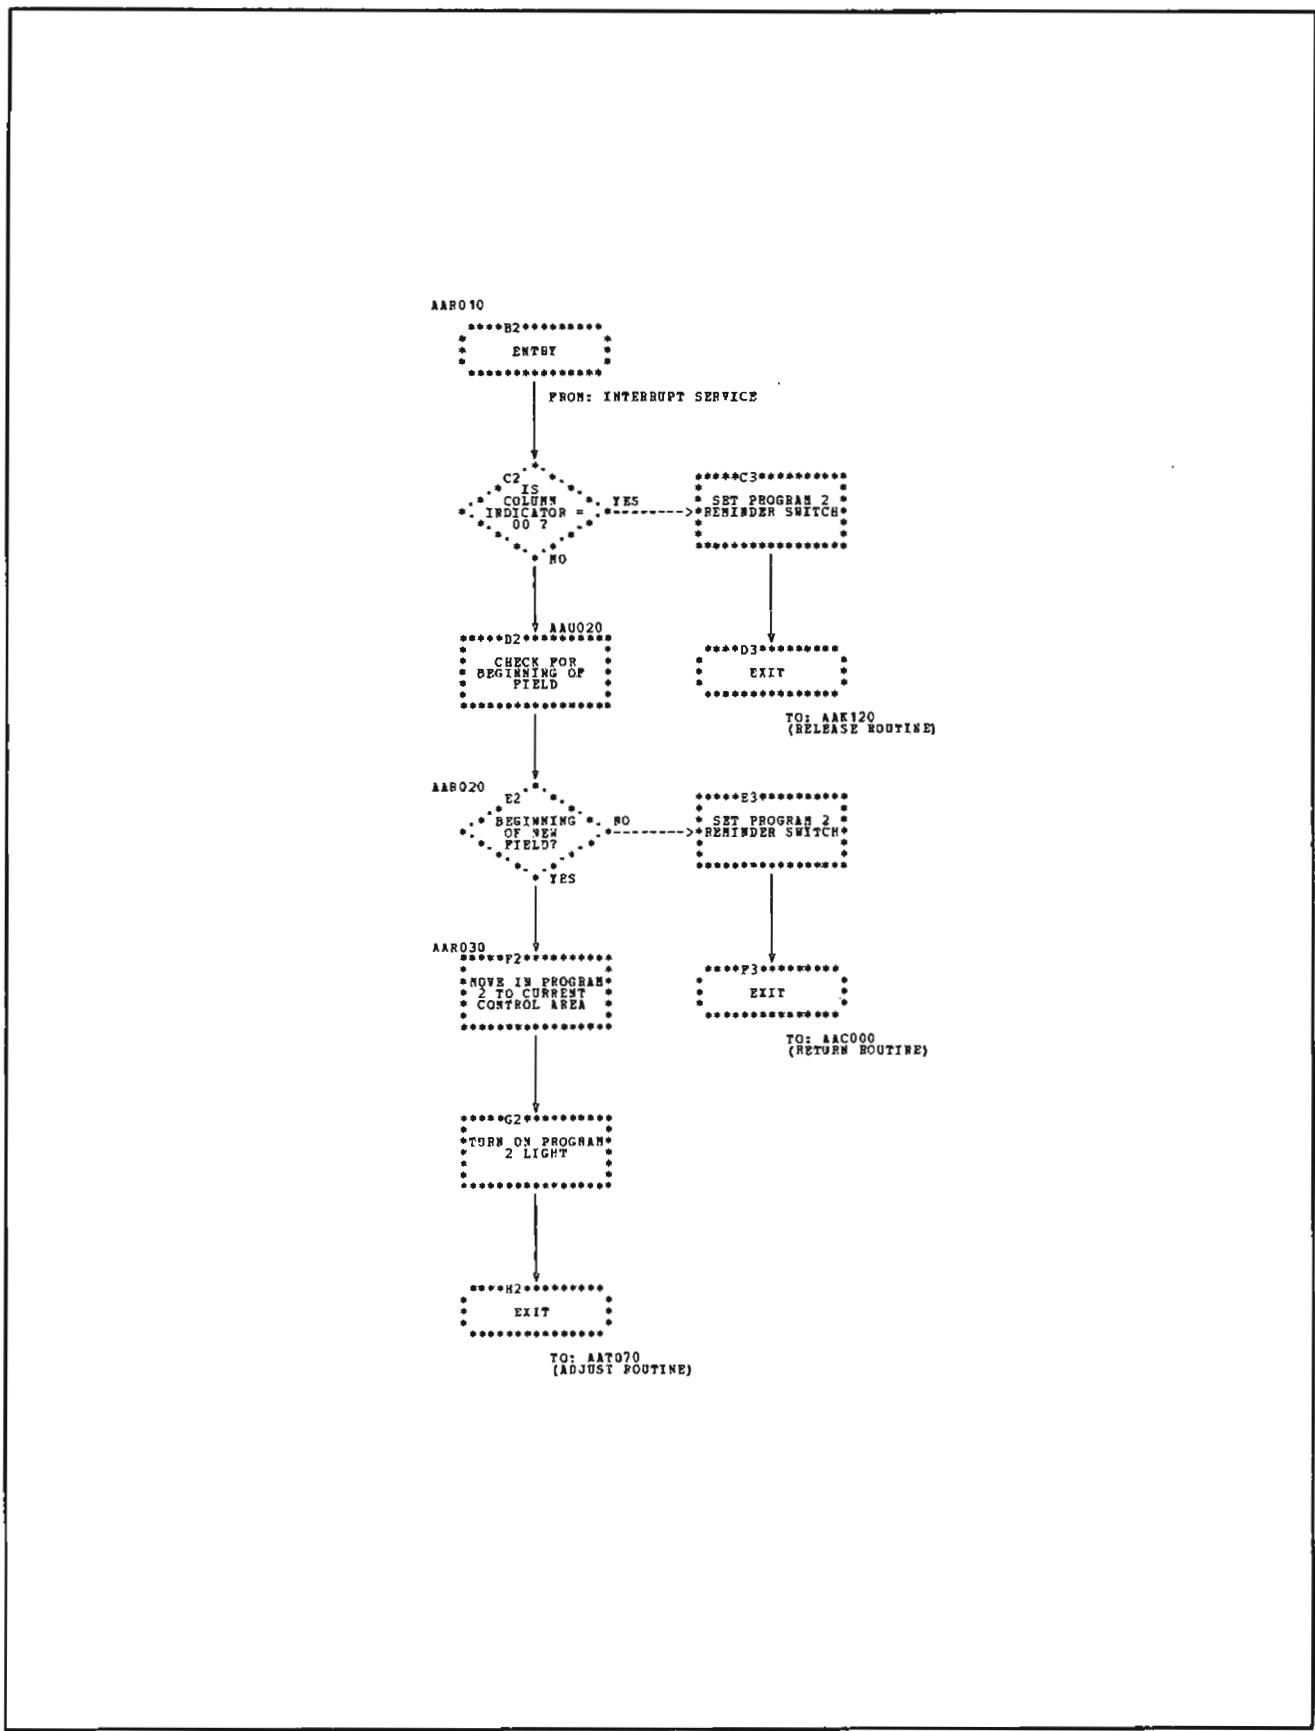 AAR010
B2
ENTRY
FROM: INTERRUPT SERVICE
C2
IS
COLUMN
INDICATOR =
00 ?
YES
NO
C3
SET PROGRAM 2
REMINDER SWITCH
AAU020
D2
CHECK FOR
BEGINNING OF
FIELD
D3
EXIT
TO: AAK120
(RELEASE ROUTINE)
AAR020
E2
BEGINNING
OF NEW
FIELD?
NO
YES
E3
SET PROGRAM 2
REMINDER SWITCH
AAR030
F2
MOVE IN PROGRAM
2 TO CURRENT
CONTROL AREA
F3
EXIT
TO: AAC000
(RETURN ROUTINE)
G2
TURN ON PROGRAM
2 LIGHT
H2
EXIT
TO: AAT070
(ADJUST ROUTINE)